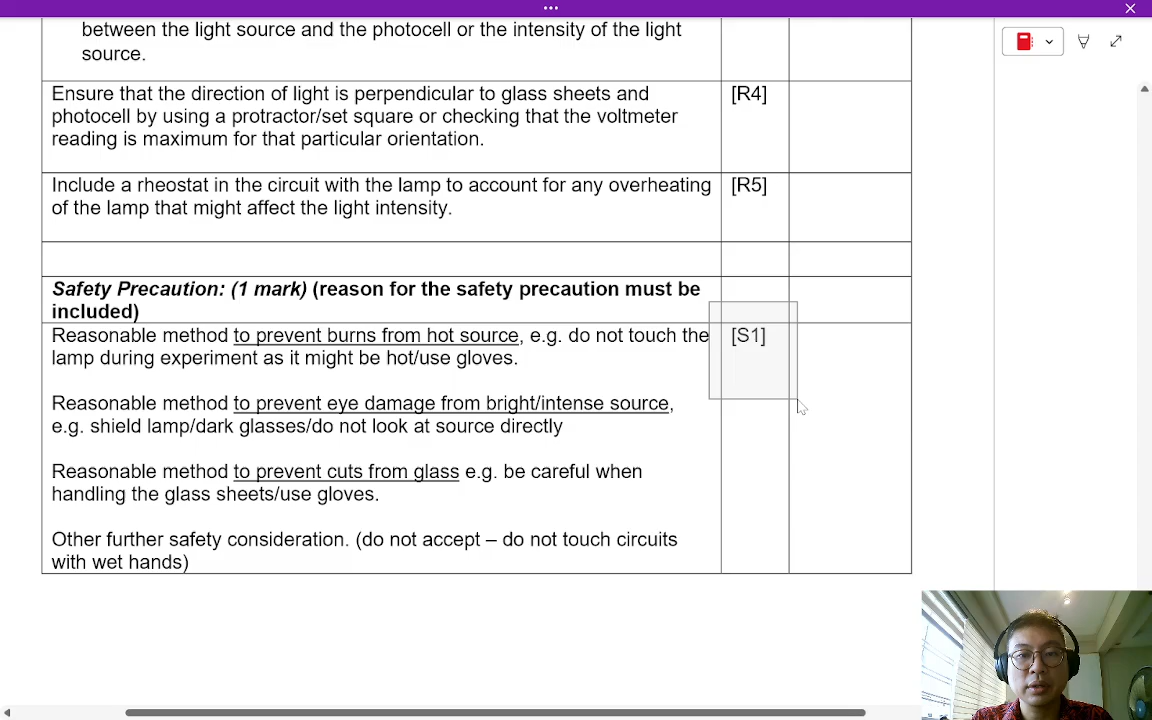 between the light source and the photocell or the intensity of the light
source.
Ensure that the direction of light is perpendicular to glass sheets and [R4]
photocell by using a protractor/set square or checking that the voltmeter
reading is maximum for that particular orientation.
Include a rheostat in the circuit with the lamp to account for any overheating [R5]
of the lamp that might affect the light intensity.
Safety Precaution: (1 mark) (reason for the safety precaution must be
included)
Reasonable method to prevent burns from hot source, e.g. do not touch the [S1]
lamp during experiment as it might be hot/use gloves.
Reasonable method to prevent eye damage from bright/intense source,
e.g. shield lamp/dark glasses/do not look at source directly
Reasonable method to prevent cuts from glass e.g. be careful when
handling the glass sheets/use gloves.
Other further safety consideration. (do not accept – do not touch circuits
with wet hands)